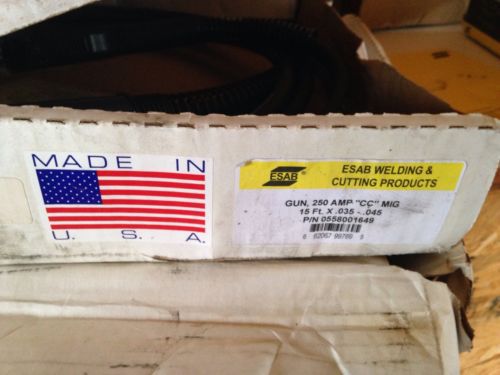 MADE IN
U. S. A.
ESAB
ESAB WELDING &
CUTTING PRODUCTS
GUN, 250 AMP "CC" MIG
15 Ft. X .035 - .045
P/N 0558001649